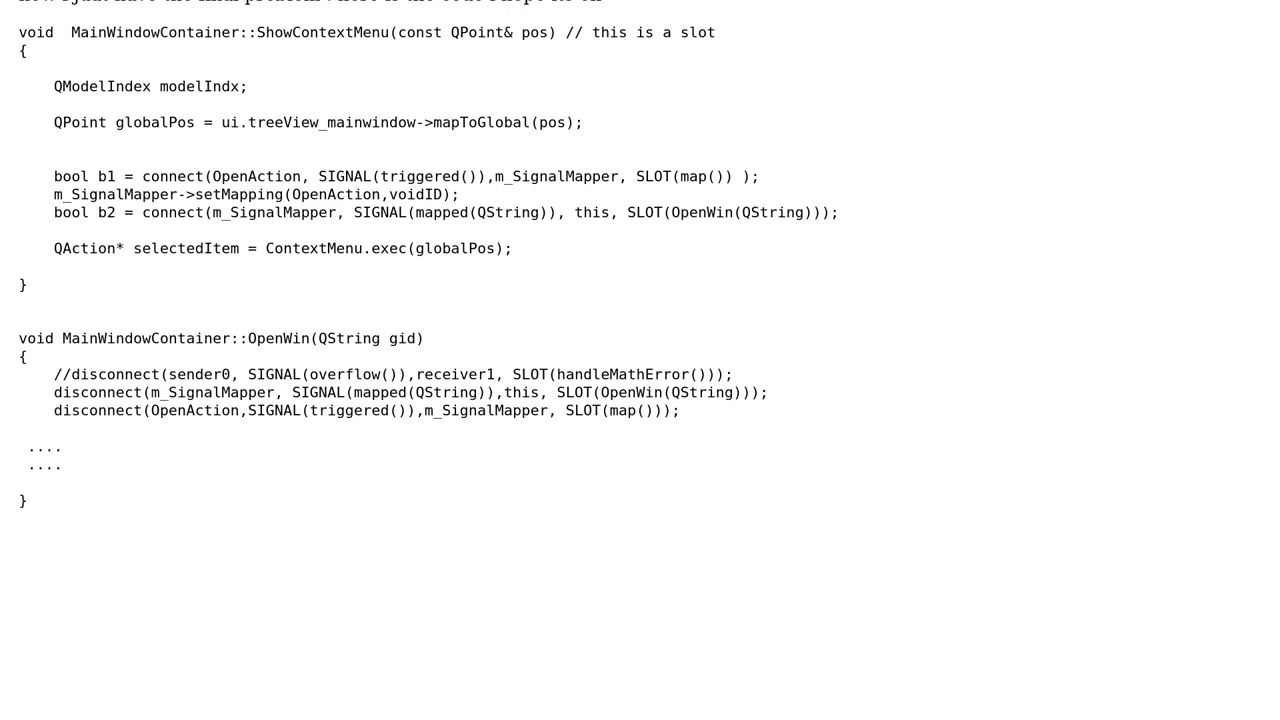 void  MainWindowContainer::ShowContextMenu(const QPoint& pos) // this is a slot
{
    QModelIndex modelIndx;
    QPoint globalPos = ui.treeView_mainwindow->mapToGlobal(pos);
    bool b1 = connect(OpenAction, SIGNAL(triggered()),m_SignalMapper, SLOT(map()) );
    m_SignalMapper->setMapping(OpenAction,voidID);
    bool b2 = connect(m_SignalMapper, SIGNAL(mapped(QString)), this, SLOT(OpenWin(QString)));
    QAction* selectedItem = ContextMenu.exec(globalPos);
}
void MainWindowContainer::OpenWin(QString gid)
{
    //disconnect(sender0, SIGNAL(overflow()),receiver1, SLOT(handleMathError()));
    disconnect(m_SignalMapper, SIGNAL(mapped(QString)),this, SLOT(OpenWin(QString)));
    disconnect(OpenAction,SIGNAL(triggered()),m_SignalMapper, SLOT(map()));
 ....
 ....
}